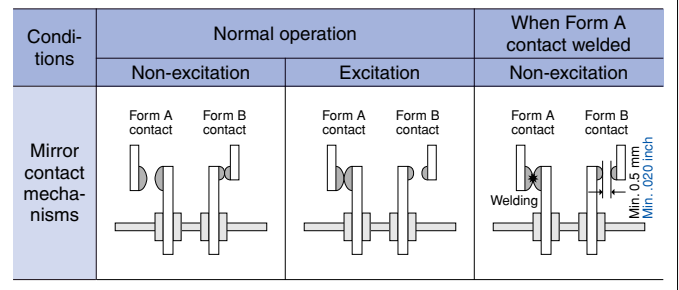 Condi-
tions
Normal operation
When Form A
contact welded
Non-excitation
Excitation
Non-excitation
Mirror
contact
mecha-
nisms
Form A
contact
Form B
contact
Form A
contact
Form B
contact
Form A
contact
Form B
contact
Welding
Min. 0.5 mm
Min. .020 inch